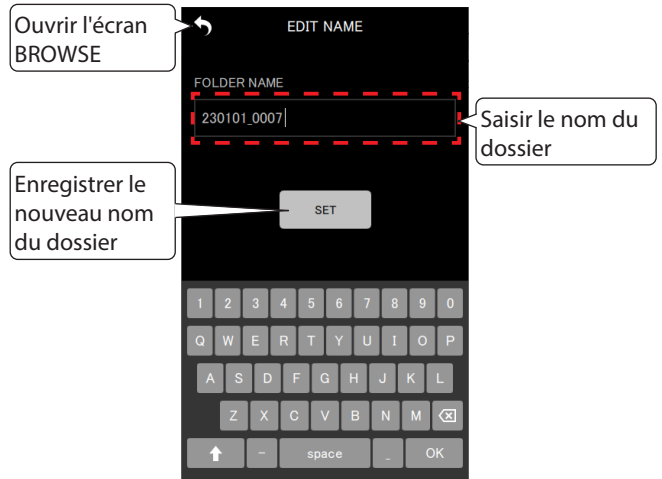 Ouvrir l'écran
BROWSE
EDIT NAME
FOLDER NAME
230101_0007
Saisir le nom du
dossier
Enregistrer le
nouveau nom
du dossier
SET
1 2 3 4 5 6 7 8 9 0
Q W E R T Y U I O P
A S D F G H J K L
Z X C V B N M
- space _ OK